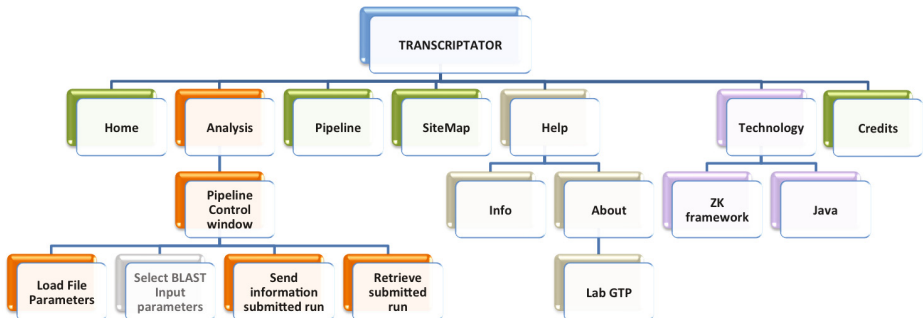 TRANSCRIPTATOR
Home
Analysis
Pipeline
SiteMap
Help
Technology
Credits
Pipeline
Control
window
Info
About
ZK
framework
Java
Load File
Parameters
Select BLAST
Input
parameters
Send
information
submitted run
Retrieve
submitted
run
Lab GTP